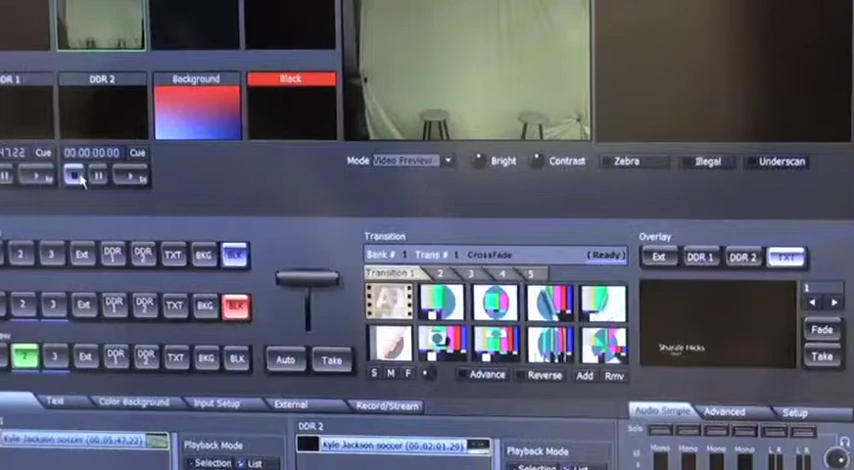 DDR 1 DDR 2 Background Black
47.22 Cue 00:00:00:00 Cue
Mode Video Preview Bright Contrast Zebra Illegal Underscan
Transition
Overlay
2 3 Ext DDR 1 DDR 2 TXT BKG BLK
Bank # 1 Trans # 1 CrossFade (Ready)
Ext DDR 1 DDR 2 TXT
Transition 1 2 3 4 5
1
2 3 Ext DDR 1 DDR 2 TXT BKG BLK
Fade
2 3 Ext DDR 1 DDR 2 TXT BKG BLK Auto Take
Take
S M F Advance Reverse Add Rmv
Text Color Background Input Setup External Record/Stream
Audio Simple Advanced Setup
DDR 2
Solo
Kyle Jackson soccer (00:05:47.22) Playback Mode
Kyle Jackson soccer (00:02:01.29) Playback Mode
Mono Mono Mono L R L R
Selection List
Selection List